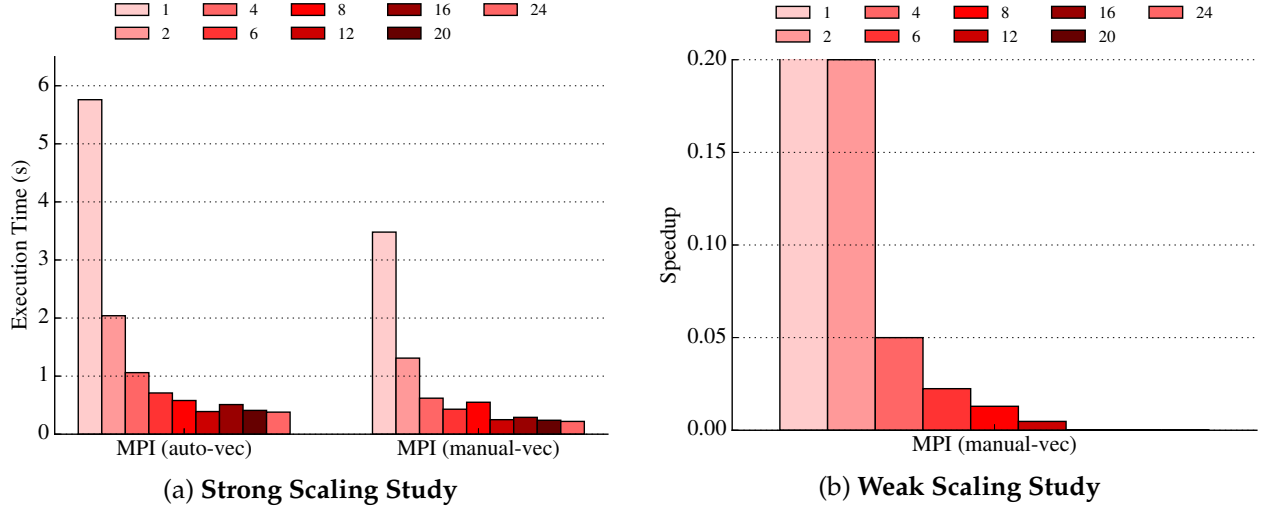 1 4 8 16 24
2 6 12 20
6
5
4
3
2
1
0
Execution Time (s)
MPI (auto-vec) MPI (manual-vec)
(a) Strong Scaling Study
1 4 8 16 24
2 6 12 20
0.20
0.15
0.10
0.05
0.00
Speedup
MPI (manual-vec)
(b) Weak Scaling Study